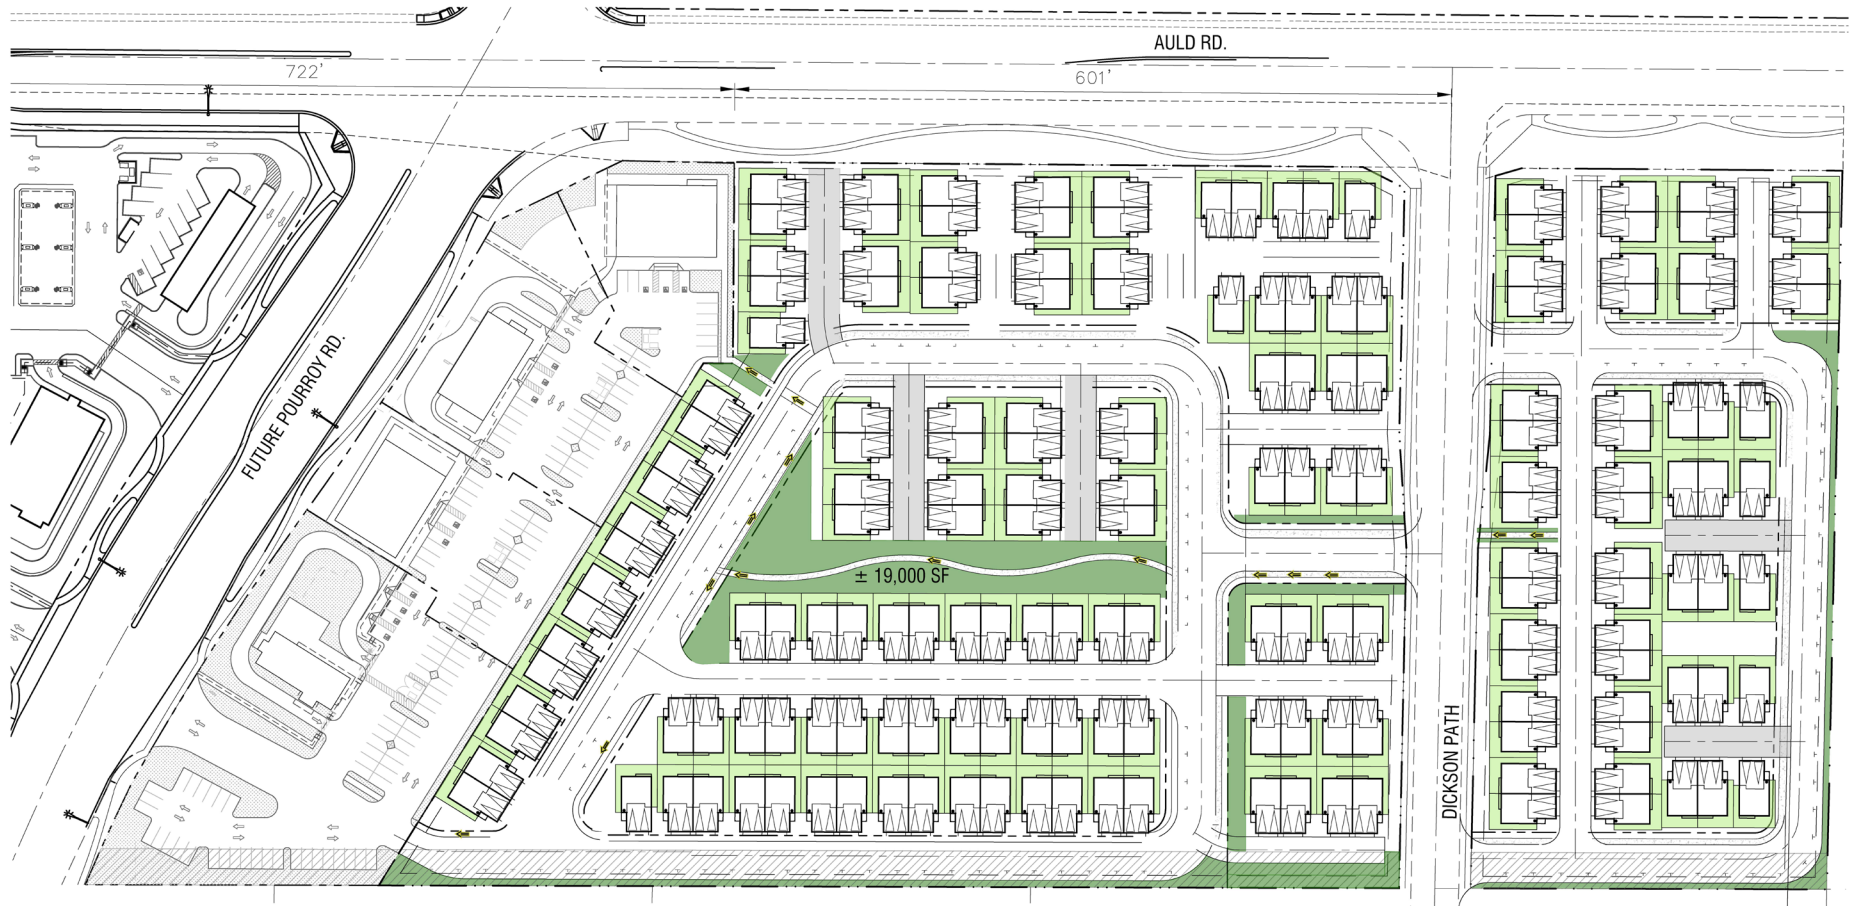 AULD RD.
722'
601'
FUTURE POURROY RD.
± 19,000 SF
DICKSON PATH